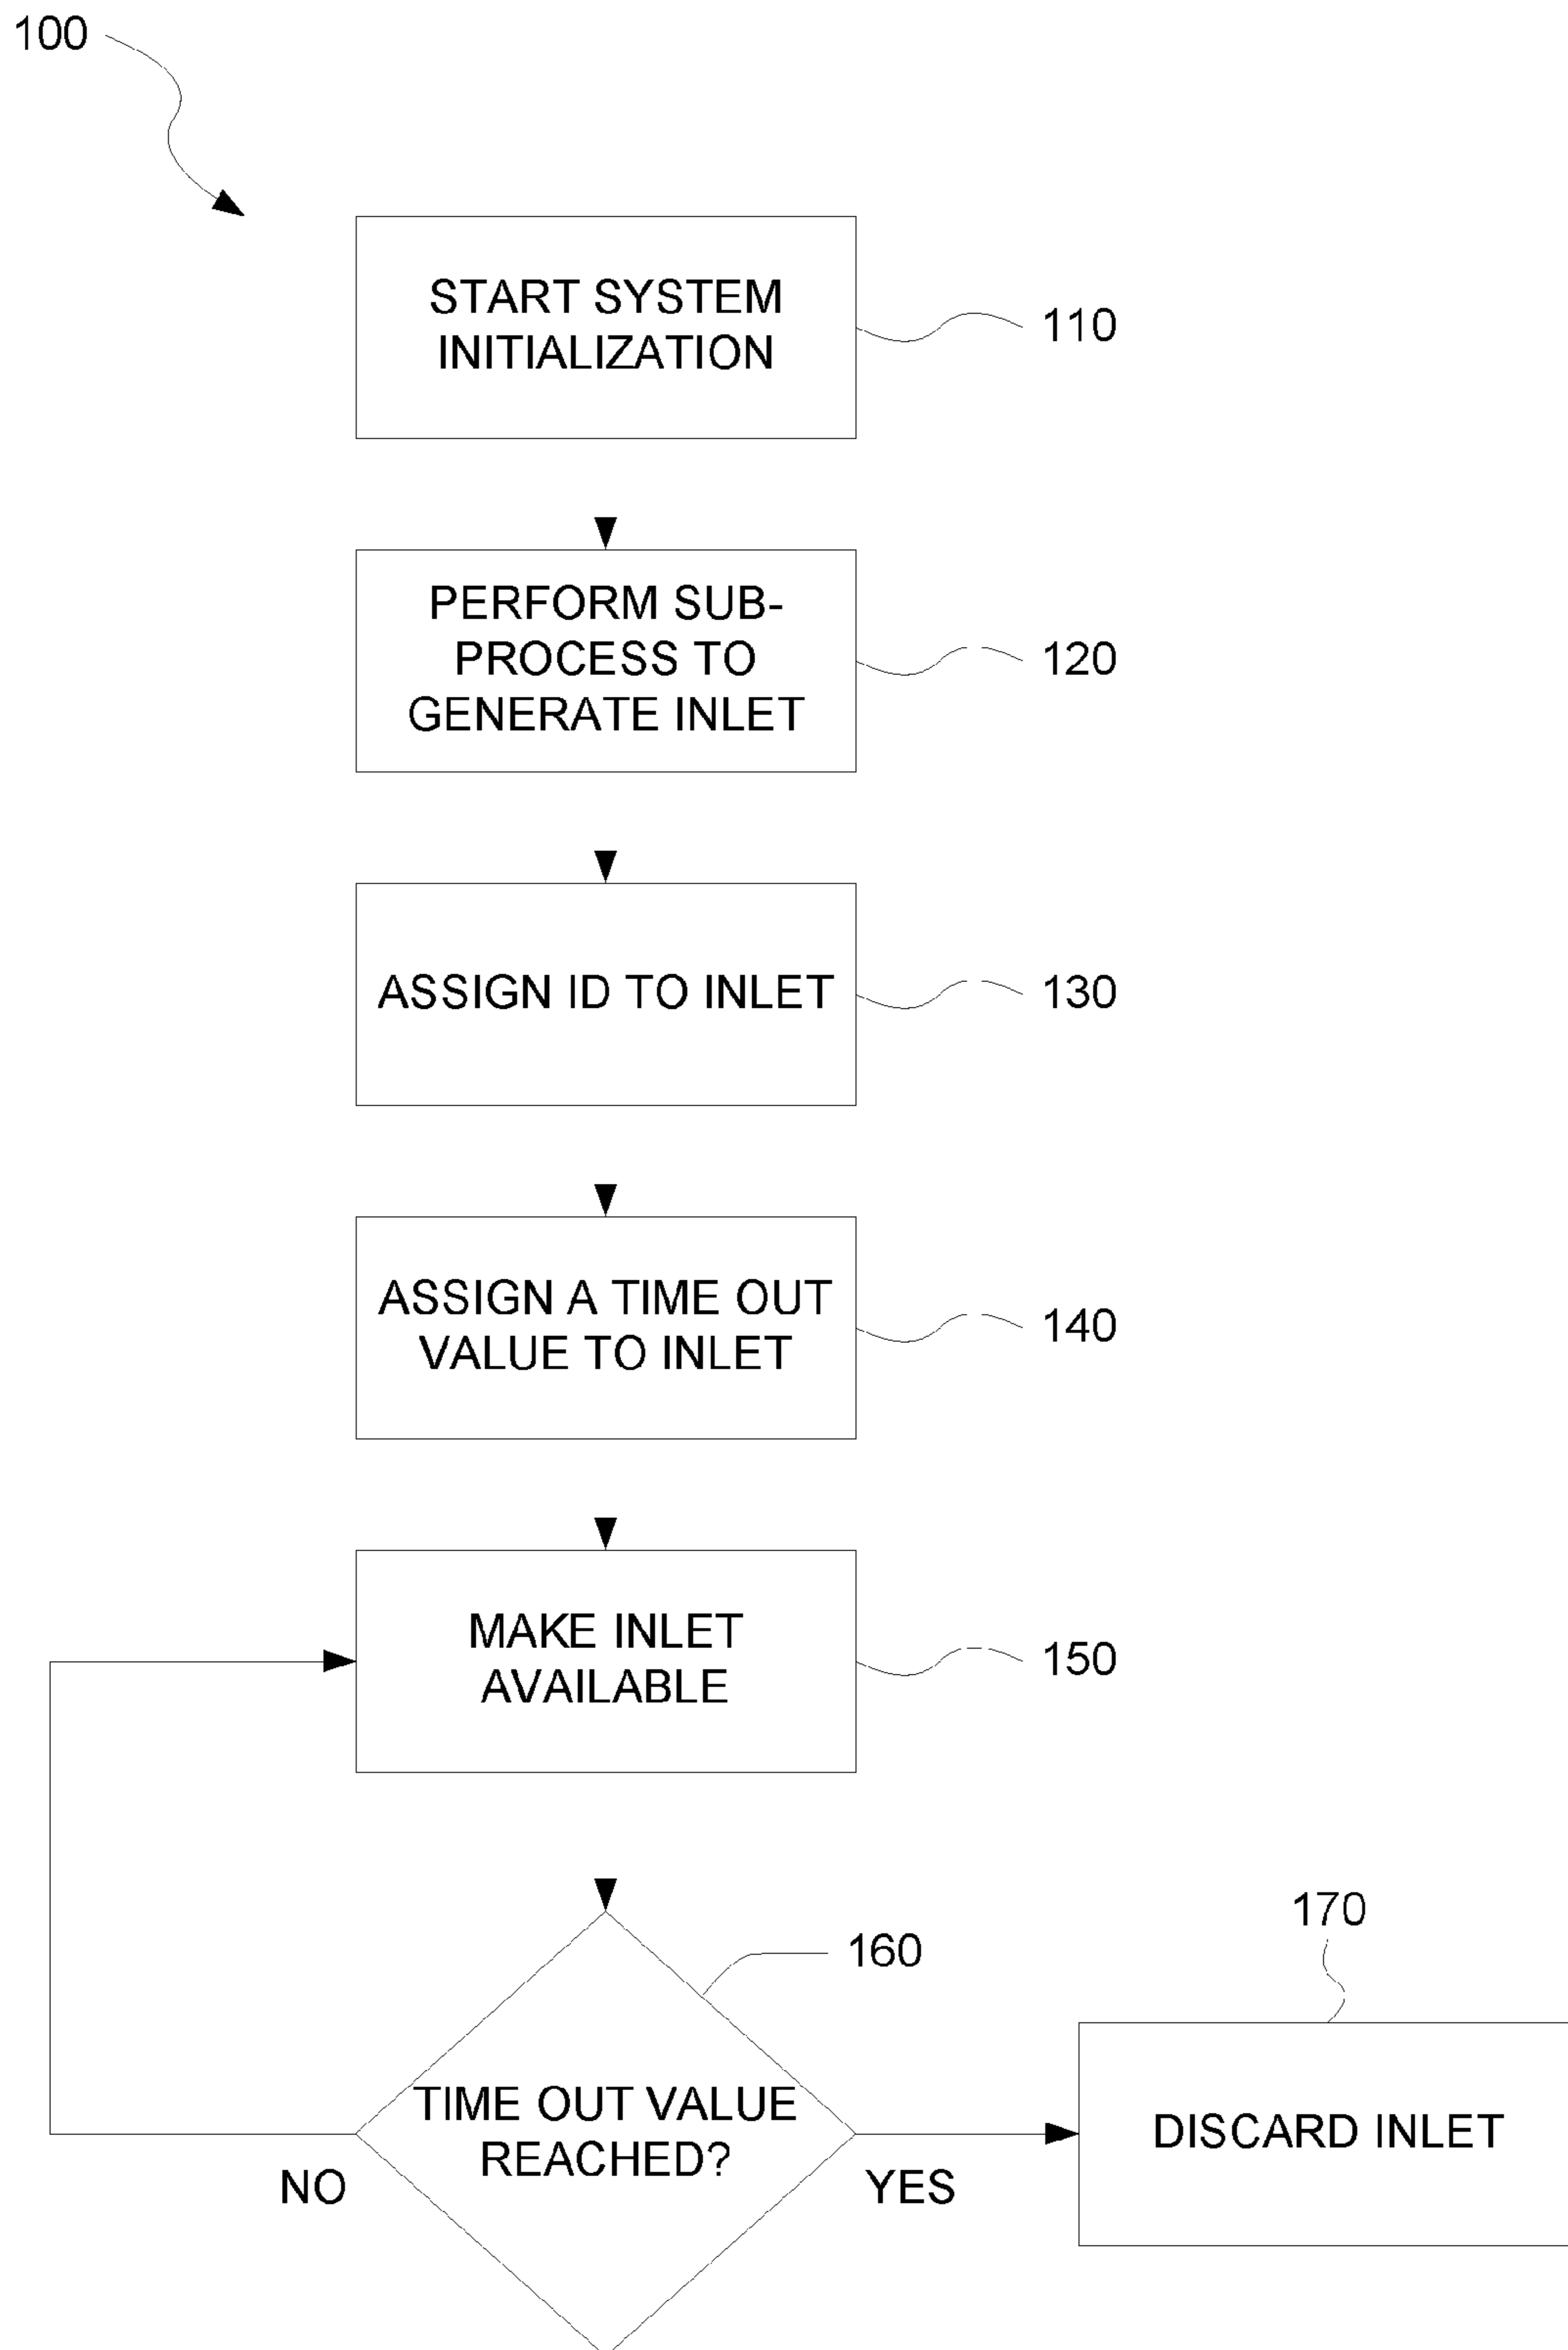 100
START SYSTEM
INITIALIZATION
110
PERFORM SUB-
PROCESS TO
GENERATE INLET
120
ASSIGN ID TO INLET
130
ASSIGN A TIME OUT
VALUE TO INLET
140
MAKE INLET
AVAILABLE
150
160
170
TIME OUT VALUE
REACHED?
DISCARD INLET
NO
YES